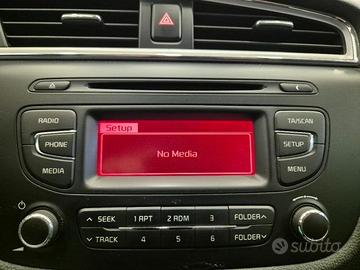 RADIO
PHONE
MEDIA
Setup
No Media
TA/SCAN
SETUP
MENU
SEEK
TRACK
1 RPT
2 RDM
3
4
5
6
FOLDER
FOLDER
subito